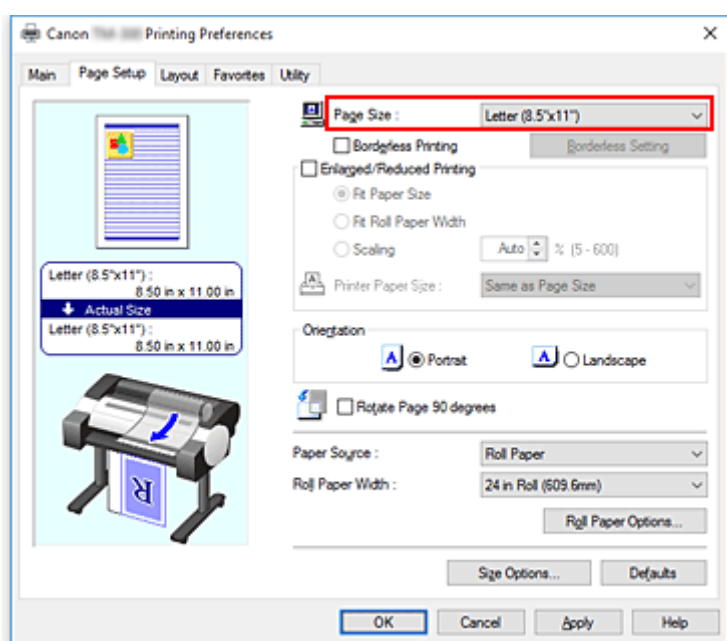 Canon Printing Preferences
Main Page Setup Layout Favorites Utility
Page Size : Letter (8.5"x11")
Borderless Printing Borderless Setting
Enlarged/Reduced Printing
Fit Paper Size
Fit Roll Paper Width
Scaling Auto % (5 - 600)
Printer Paper Size : Same as Page Size
Letter (8.5"x11") :
8.50 in x 11.00 in
Actual Size
Letter (8.5"x11") :
8.50 in x 11.00 in
Orientation
A Portrait A Landscape
Rotate Page 90 degrees
Paper Source : Roll Paper
Roll Paper Width : 24 in Roll (609.6mm)
Roll Paper Options...
R
Size Options... Defaults
OK Cancel Apply Help